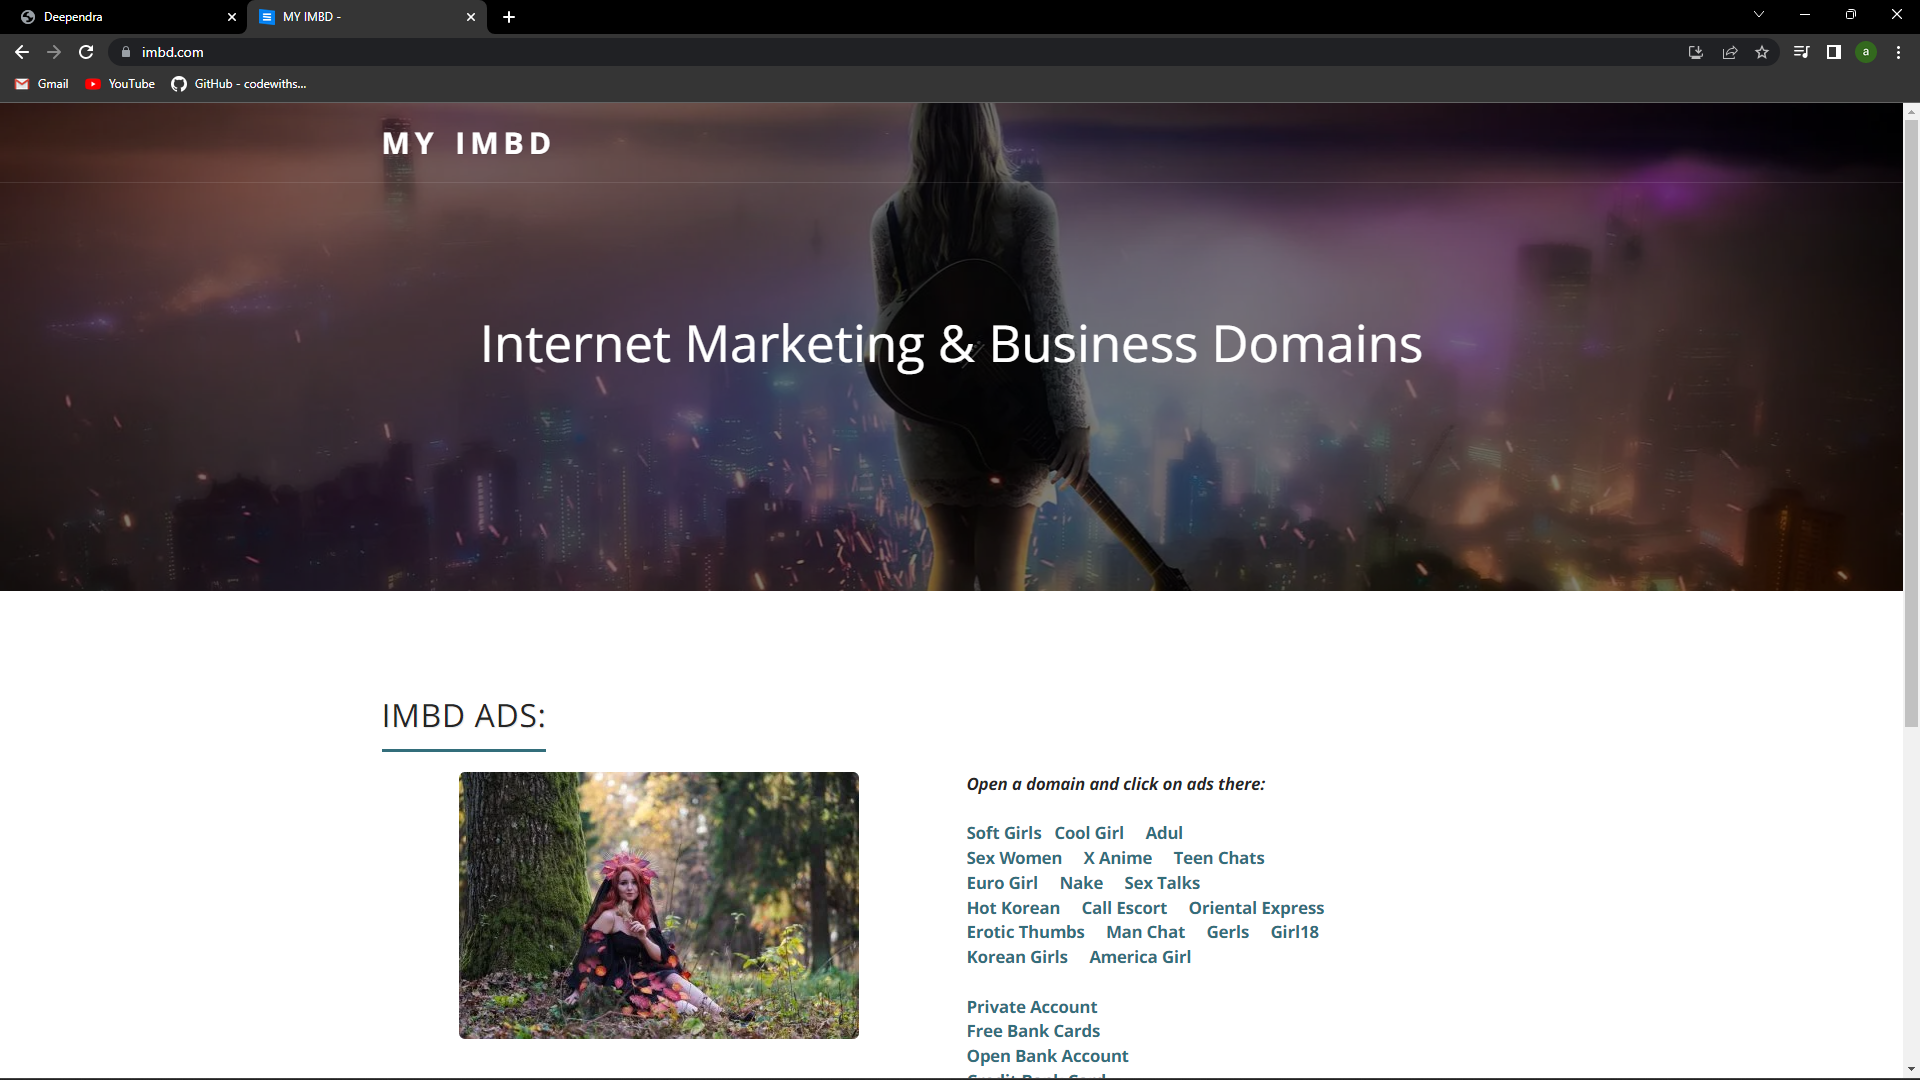 Deependra
MY IMBD -
imbd.com
a
Gmail
YouTube
GitHub - codewiths...
MY IMBD
Internet Marketing & Business Domains
IMBD ADS:
Open a domain and click on ads there:
Soft Girls Cool Girl Adul
Sex Women X Anime Teen Chats
Euro Girl Nake Sex Talks
Hot Korean Call Escort Oriental Express
Erotic Thumbs Man Chat Gerls Girl18
Korean Girls America Girl
Private Account
Free Bank Cards
Open Bank Account